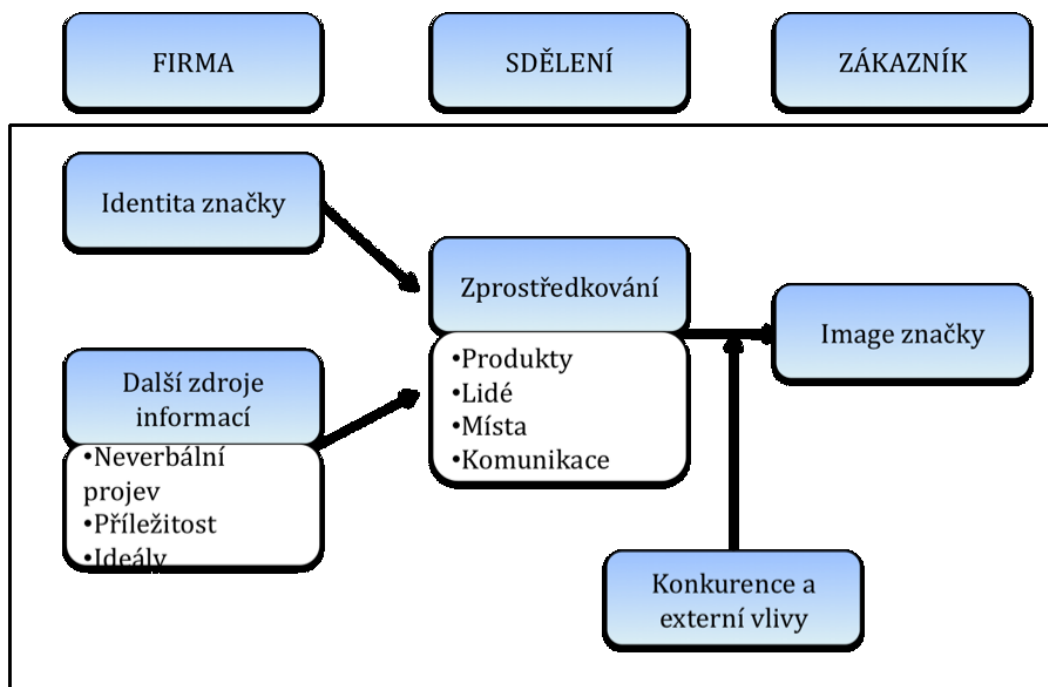 FIRMA
SDĚLENÍ
ZÁKAZNÍK
Identita značky
Zprostředkování
•Produkty
•Lidé
•Místa
•Komunikace
Image značky
Další zdroje
informací
•Neverbální
projev
•Příležitost
•Ideály
Konkurence a
externí vlivy